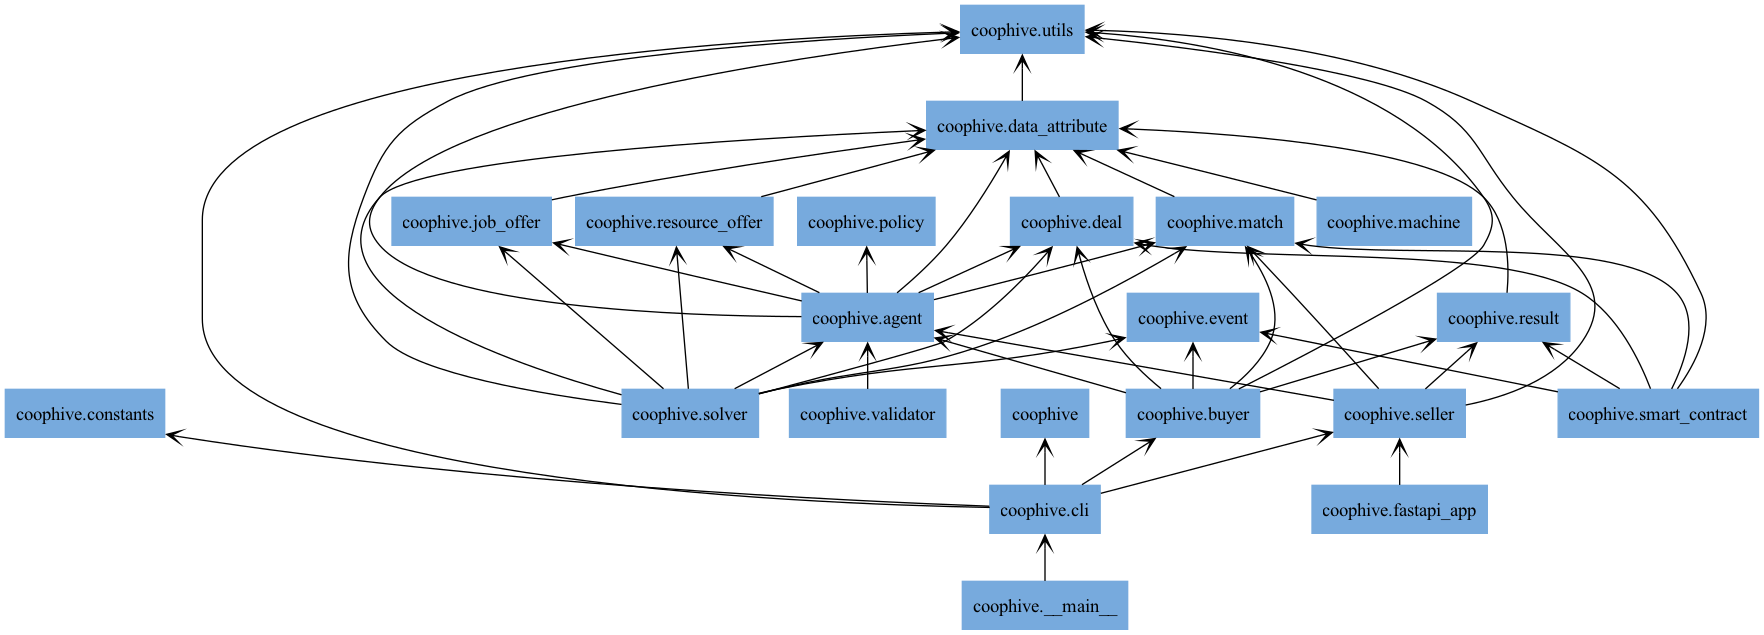 coophive.utils
coophive.data_attribute
coophive.job_offer
coophive.resource_offer
coophive.policy
coophive.deal
coophive.match
coophive.machine
coophive.agent
coophive.event
coophive.result
coophive.constants
coophive.solver
coophive.validator
coophive
coophive.buyer
coophive.seller
coophive.smart_contract
coophive.cli
coophive.fastapi_app
coophive.__main__